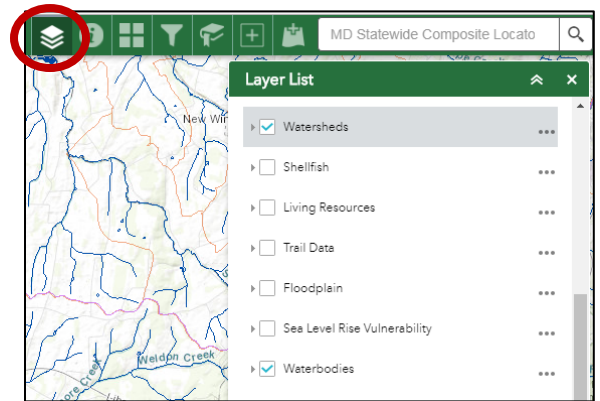 MD Statewide Composite Locato
Layer List
New Win
Watersheds
Shellfish
Living Resources
Trail Data
Floodplain
Sea Level Rise Vulnerability
Weldon Creek
Waterbodies